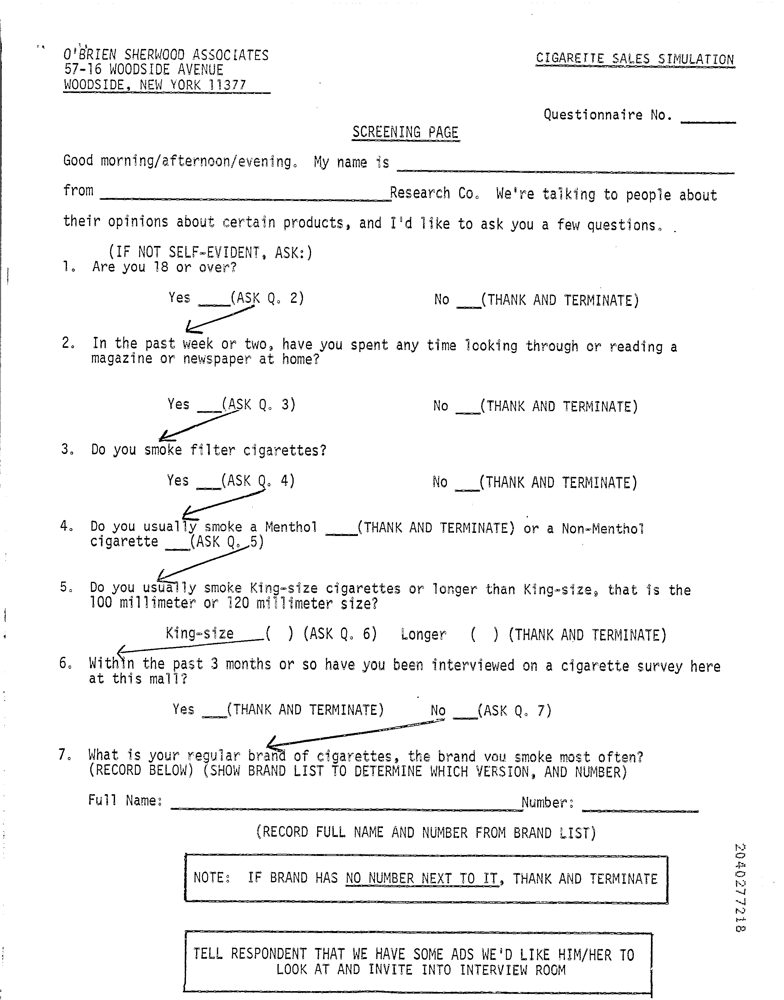 O'BRIEN SHERWOOD ASSOCIATES
57-16 WOODSIDE AVENUE
WOODSIDE, NEW YORK 11377
CIGARETTE SALES SIMULATION
Questionnaire No. ______
SCREENING PAGE
Good morning/afternoon/evening. My name is ______
from ______ Research Co. We're talking to people about
their opinions about certain products, and I'd like to ask you a few questions.
(IF NOT SELF-EVIDENT, ASK:)
1. Are you 18 or over?
Yes ___(ASK Q. 2) No ___(THANK AND TERMINATE)
2. In the past week or two, have you spent any time looking through or reading a
magazine or newspaper at home?
Yes ___(ASK Q. 3) No ___(THANK AND TERMINATE)
3. Do you smoke filter cigarettes?
Yes ___(ASK Q. 4) No ___(THANK AND TERMINATE)
4. Do you usually smoke a Menthol ___(THANK AND TERMINATE) or a Non-Menthol
cigarette ___(ASK Q. 5)
5. Do you usually smoke King-size cigarettes or longer than King-size, that is the
100 millimeter or 120 millimeter size?
King-size ___( ) (ASK Q. 6) Longer ( ) (THANK AND TERMINATE)
6. Within the past 3 months or so have you been interviewed on a cigarette survey here
at this mall?
Yes ___(THANK AND TERMINATE) No ___(ASK Q. 7)
7. What is your regular brand of cigarettes, the brand you smoke most often?
(RECORD BELOW) (SHOW BRAND LIST TO DETERMINE WHICH VERSION, AND NUMBER)
Full Name: ______ Number: ______
(RECORD FULL NAME AND NUMBER FROM BRAND LIST)
NOTE: IF BRAND HAS NO NUMBER NEXT TO IT, THANK AND TERMINATE
TELL RESPONDENT THAT WE HAVE SOME ADS WE'D LIKE HIM/HER TO
LOOK AT AND INVITE INTO INTERVIEW ROOM
2040277218